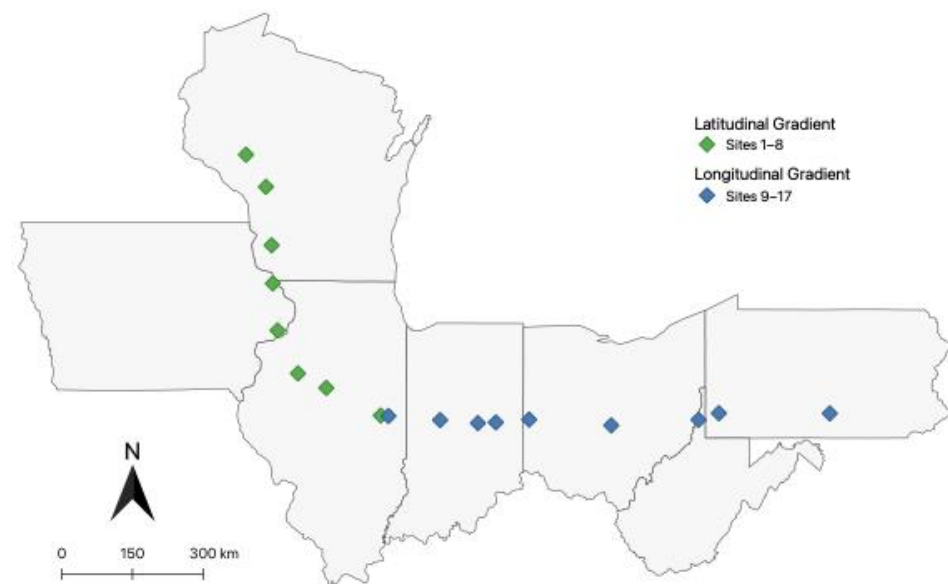 Latitudinal Gradient
Sites 1–8
Longitudinal Gradient
Sites 9–17
N
0 150 300 km